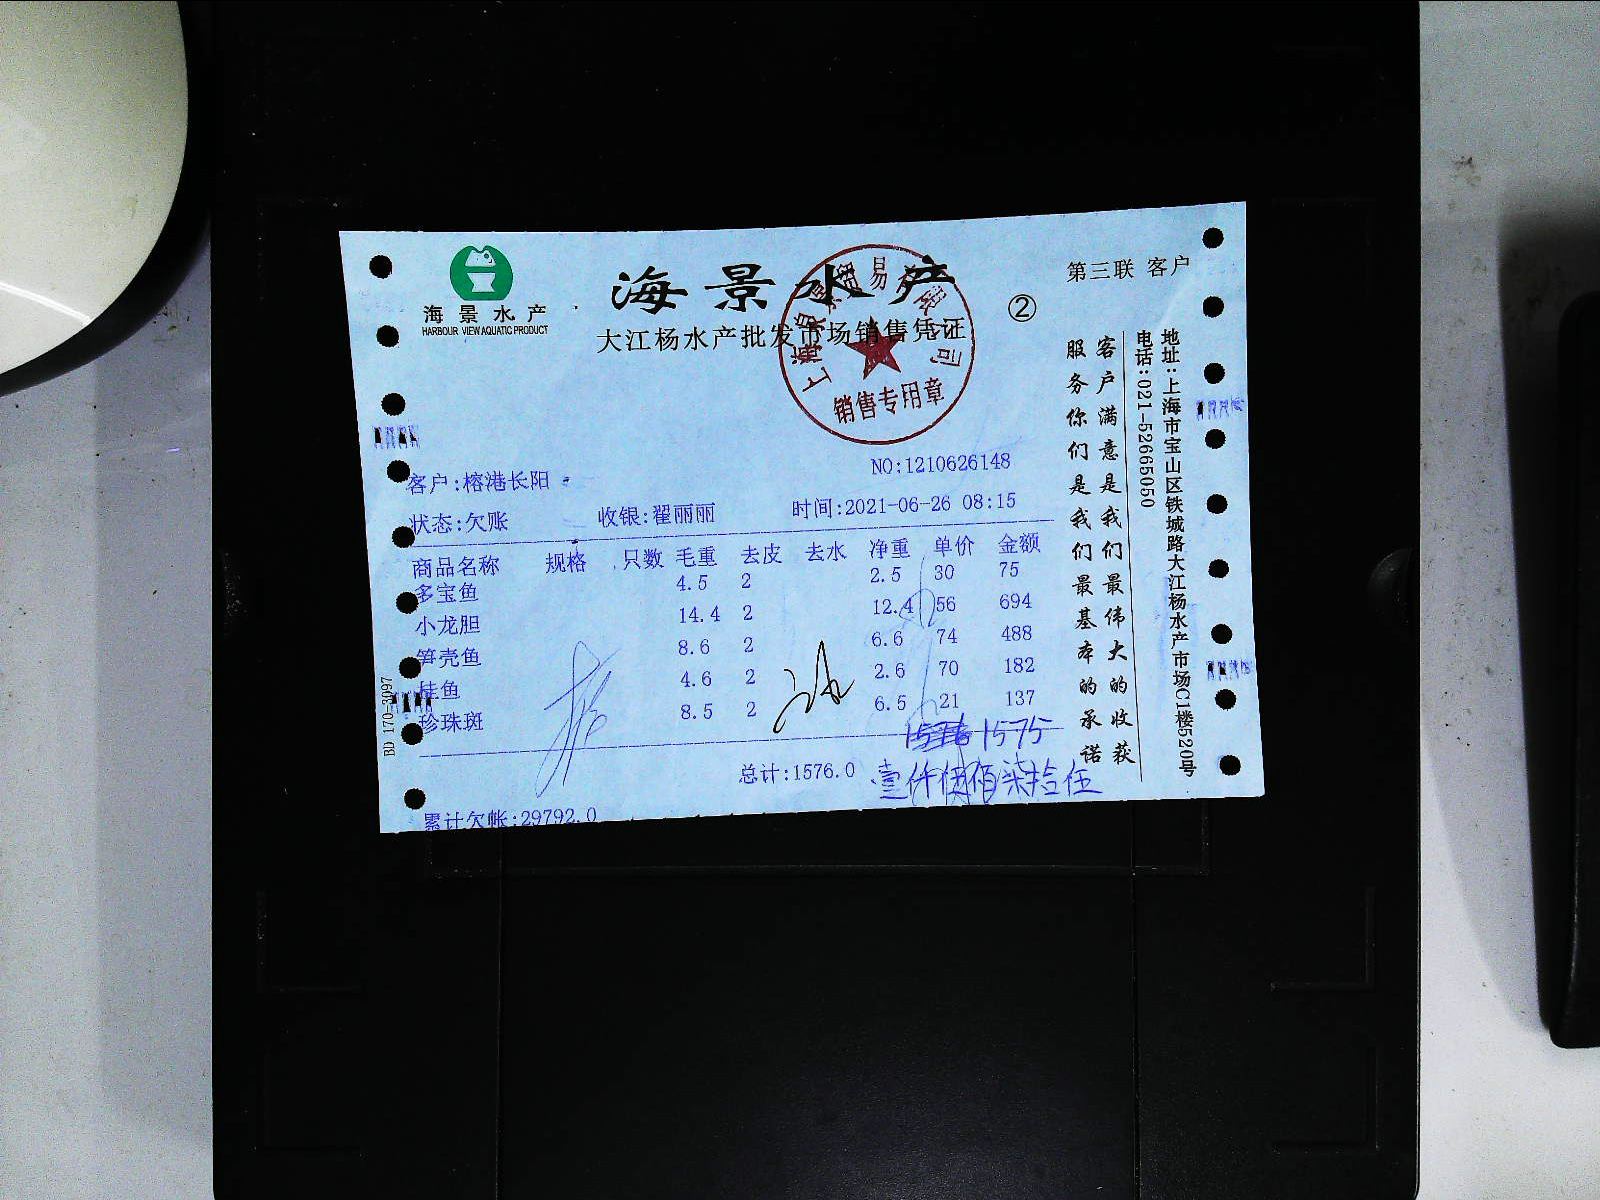 海景水产
HARBOUR VIEW AQUATIC PRODUCT
海景水产
大江杨水产批发市场销售凭证
②
第三联 客户
销售专用章
NO:1210626148
客户:榕港长阳
状态:欠账 收银:翟丽丽 时间:2021-06-26 08:15
商品名称 规格 只数 毛重 去皮 去水 净重 单价 金额
多宝鱼 4.5 2 2.5 30 75
小龙胆 14.4 2 12.4 56 694
笋壳鱼 8.6 2 6.6 74 488
桂鱼 4.6 2 2.6 70 182
珍珠斑 8.5 2 6.5 21 137
1575
总计:1576.0 壹仟伍佰柒拾伍
累计欠帐:29792.0
客户满意是我们最伟大的收获
服务你们是我们最基本的承诺
地址:上海市宝山区铁城路大江杨水产市场C1楼520号
电话:021-52665050
BD 170-3097